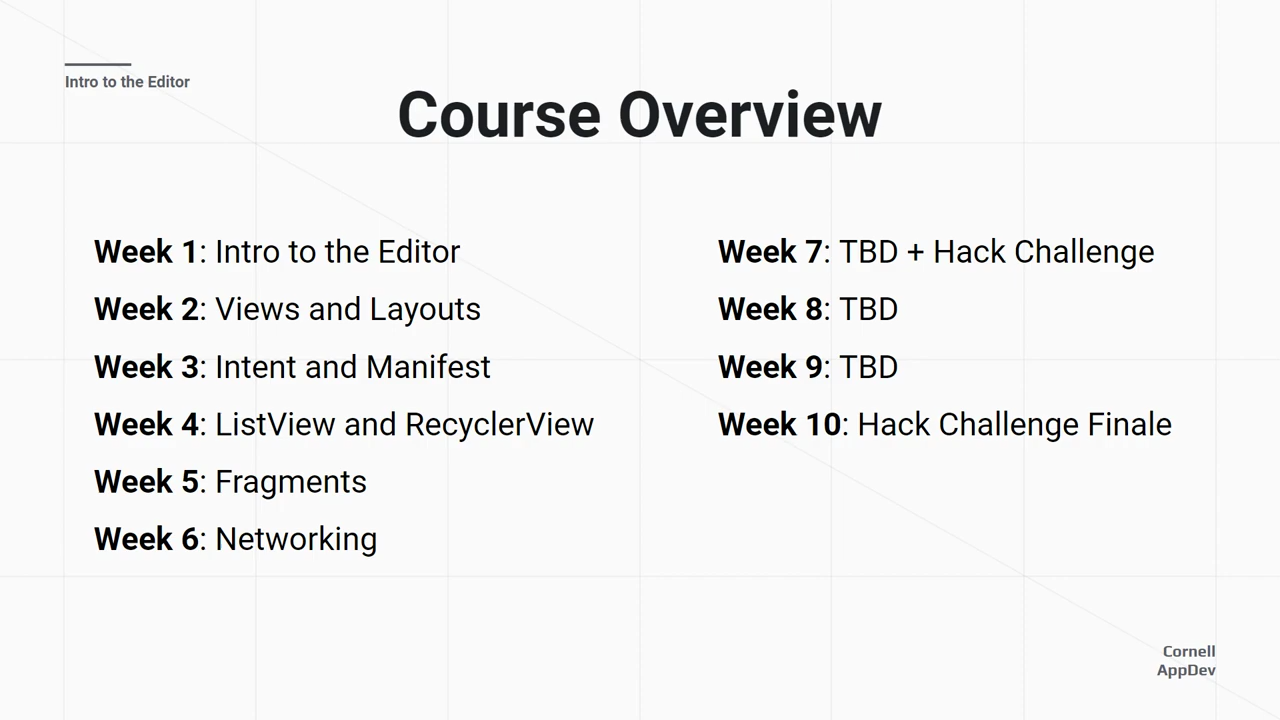 Intro to the Editor
Course Overview
Week 1: Intro to the Editor
Week 2: Views and Layouts
Week 3: Intent and Manifest
Week 4: ListView and RecyclerView
Week 5: Fragments
Week 6: Networking
Week 7: TBD + Hack Challenge
Week 8: TBD
Week 9: TBD
Week 10: Hack Challenge Finale
Cornell
AppDev